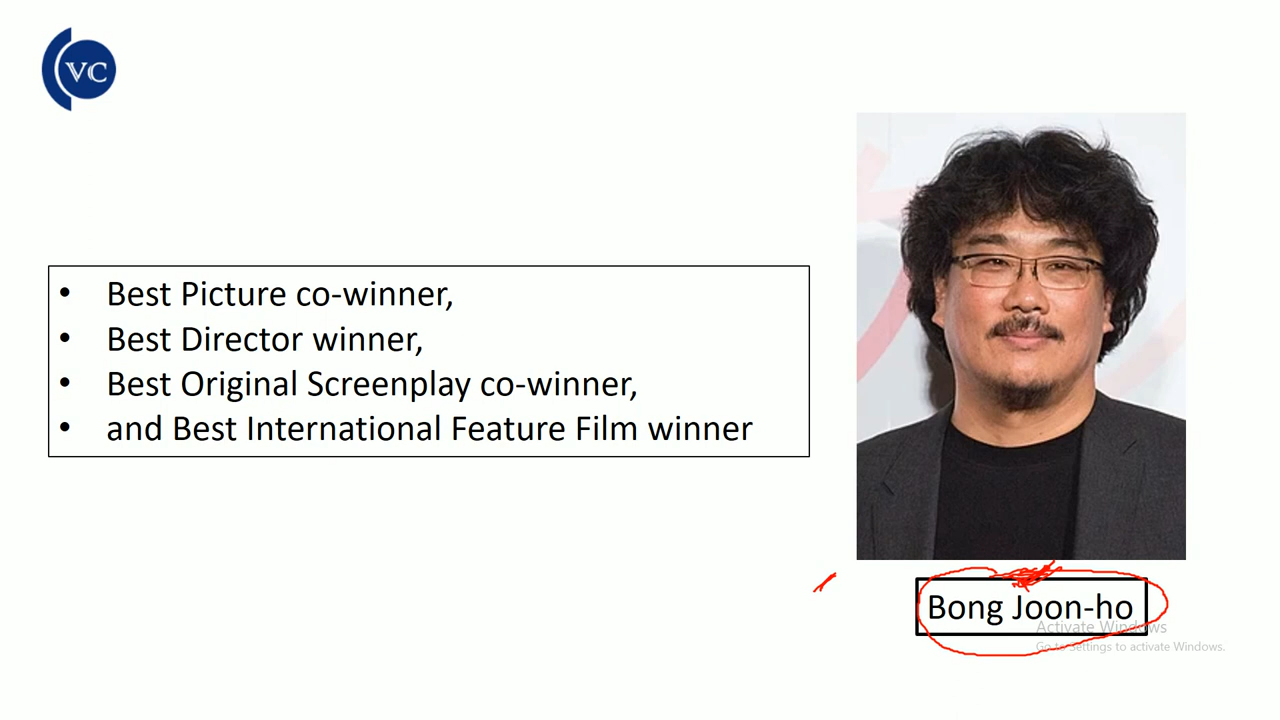 VC
• Best Picture co-winner,
• Best Director winner,
• Best Original Screenplay co-winner,
• and Best International Feature Film winner
Bong Joon-ho
Activate Windows
Go to Settings to activate Windows.